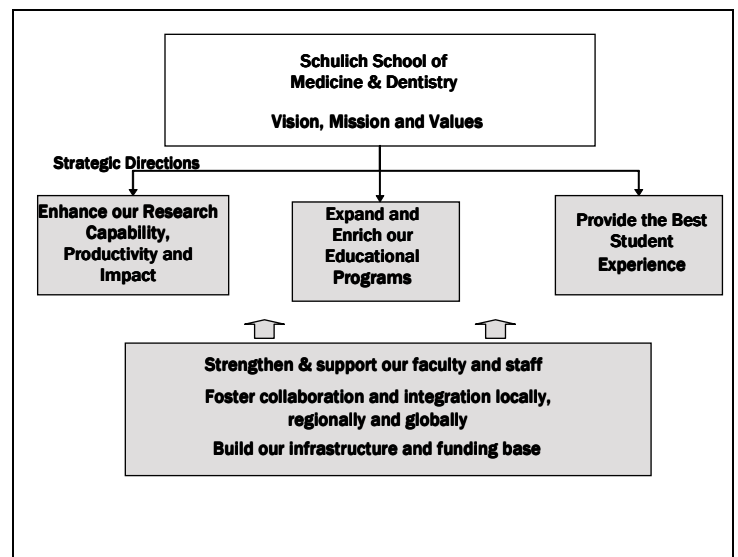 Schulich School of
Medicine & Dentistry
Vision, Mission and Values
Strategic Directions
Enhance our Research
Capability,
Productivity and
Impact
Expand and
Enrich our
Educational
Programs
Provide the Best
Student
Experience
Strengthen & support our faculty and staff
Foster collaboration and integration locally,
regionally and globally
Build our infrastructure and funding base